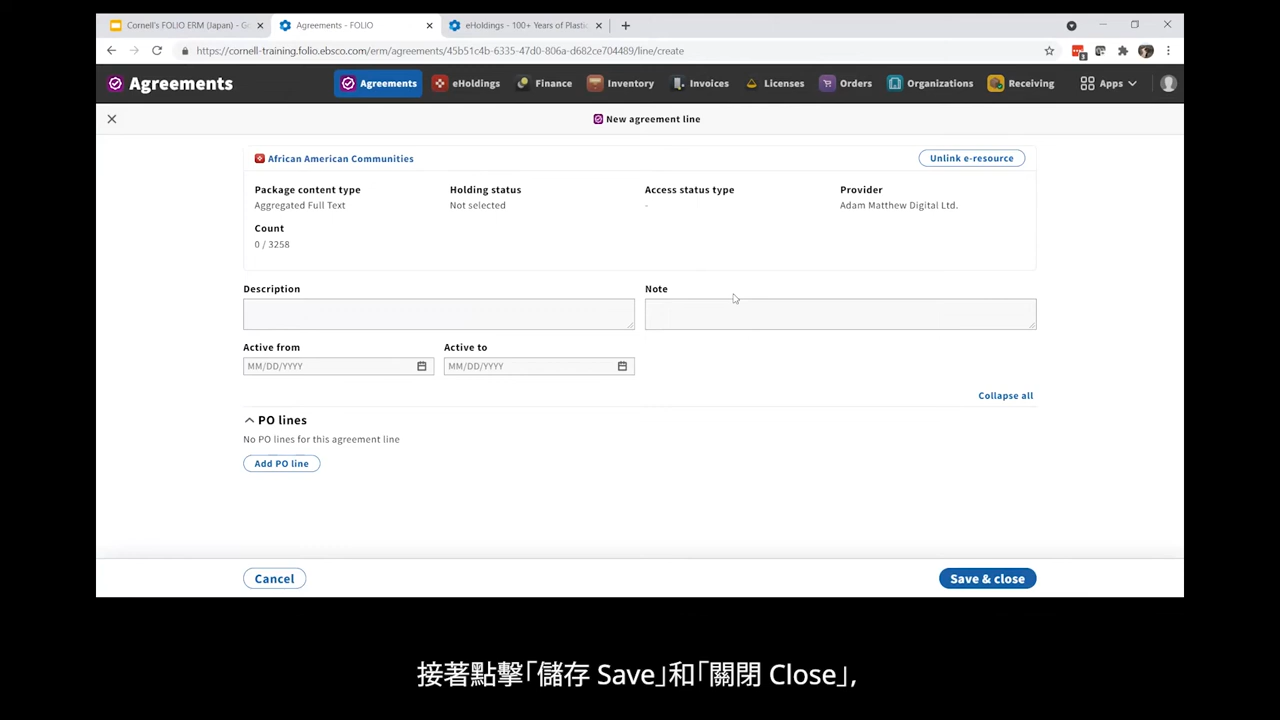 Cornell's FOLIO ERM (Japan) - Go
Agreements - FOLIO
eHoldings - 100+ Years of Plastic
https://cornell-training.folio.ebsco.com/erm/agreements/45b51c4b-6335-47d0-806a-d682ce704489/line/create
3
Agreements
Agreements eHoldings Finance Inventory Invoices Licenses Orders Organizations Receiving Apps
New agreement line
African American Communities
Unlink e-resource
Package content type Holding status Access status type Provider
Aggregated Full Text Not selected - Adam Matthew Digital Ltd.
Count
0 / 3258
Description Note
Active from Active to
MM/DD/YYYY MM/DD/YYYY
Collapse all
PO lines
No PO lines for this agreement line
Add PO line
Cancel Save & close
接著點擊「儲存 Save」和「關閉 Close」,